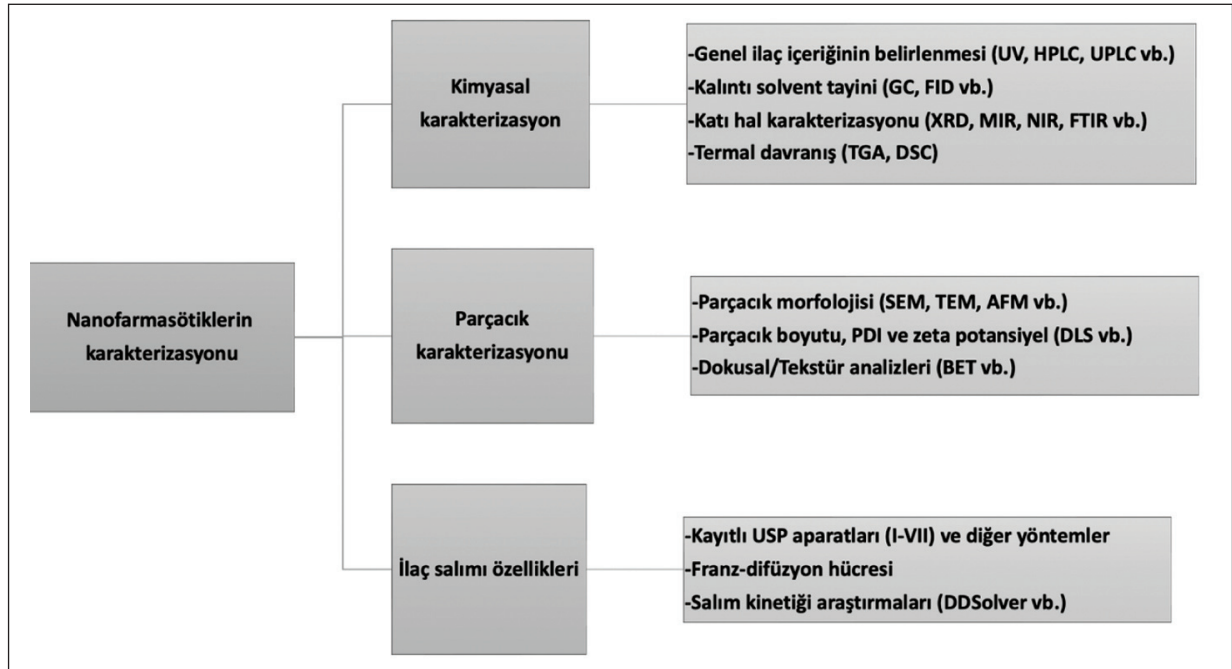 Nanofarmasötiklerin
karakterizasyonu
Kimyasal
karakterizasyon
-Genel ilaç içeriğinin belirlenmesi (UV, HPLC, UPLC vb.)
-Kalıntı solvent tayini (GC, FID vb.)
-Katı hal karakterizasyonu (XRD, MIR, NIR, FTIR vb.)
-Termal davranış (TGA, DSC)
Parçacık
karakterizasyonu
-Parçacık morfolojisi (SEM, TEM, AFM vb.)
-Parçacık boyutu, PDI ve zeta potansiyel (DLS vb.)
-Dokusal/Tekstür analizleri (BET vb.)
İlaç salımı özellikleri
-Kayıtlı USP aparatları (I-VII) ve diğer yöntemler
-Franz-difüzyon hücresi
-Salım kinetiği araştırmaları (DDSolver vb.)